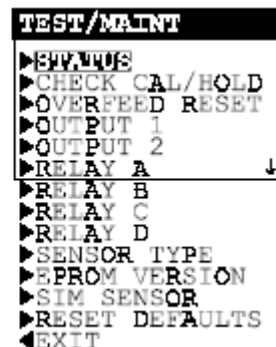 TEST/MAINT
▶STATUS
▶CHECK CAL/HOLD
▶OVERFEED RESET
▶OUTPUT 1
▶OUTPUT 2
▶RELAY A ↓
▶RELAY B
▶RELAY C
▶RELAY D
▶SENSOR TYPE
▶EPROM VERSION
▶SIM SENSOR
▶RESET DEFAULTS
◀EXIT